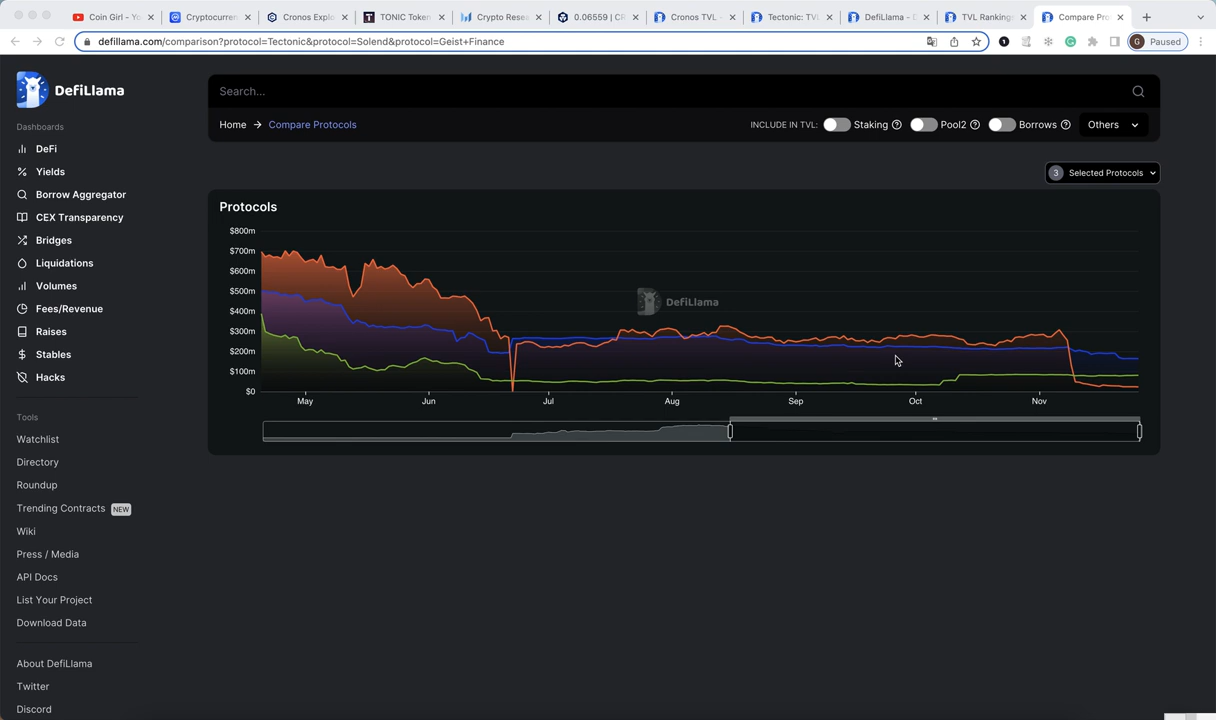 Coin Girl - Yo
Cryptocurren
Cronos Explo
TONIC Token
Crypto Resea
0.06559 | CR
Cronos TVL -
Tectonic: TVL
DefiLlama - D
TVL Rankings
Compare Pro
defillama.com/comparison?protocol=Tectonic&protocol=Solend&protocol=Geist+Finance
G Paused
DefiLlama
Search...
Home → Compare Protocols
INCLUDE IN TVL: Staking Pool2 Borrows Others
3 Selected Protocols
Dashboards
DeFi
Yields
Borrow Aggregator
CEX Transparency
Bridges
Liquidations
Volumes
Fees/Revenue
Raises
Stables
Hacks
Tools
Watchlist
Directory
Roundup
Trending Contracts NEW
Wiki
Press / Media
API Docs
List Your Project
Download Data
About DefiLlama
Twitter
Discord
Protocols
$800m
$700m
$600m
$500m
$400m
$300m
$200m
$100m
$0
DefiLlama
May Jun Jul Aug Sep Oct Nov